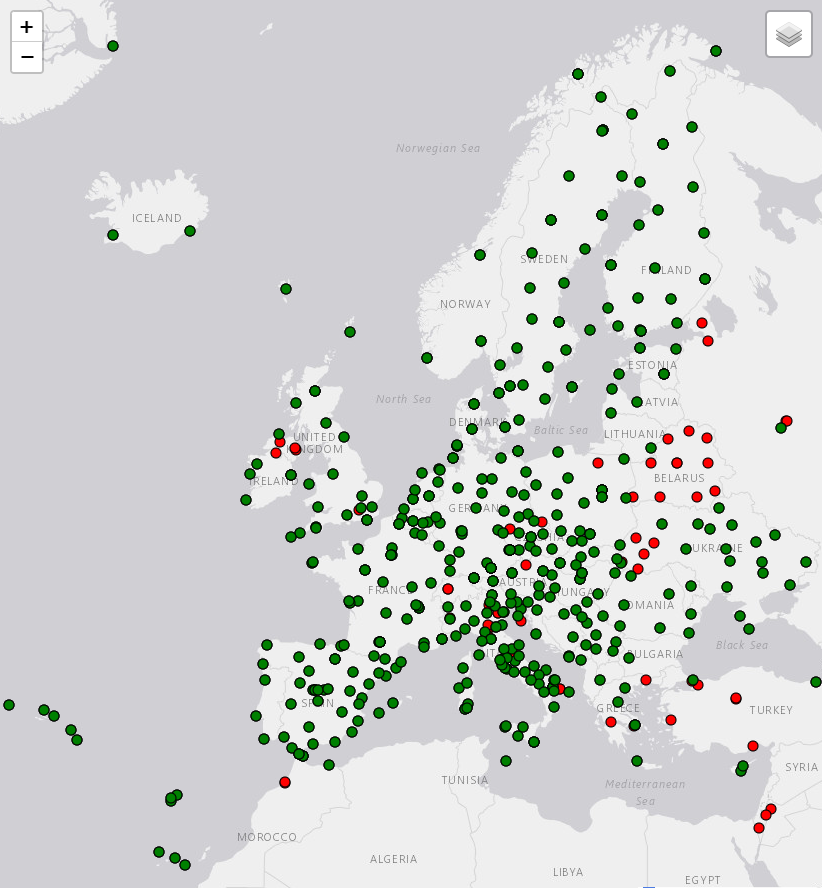 +
−
Norwegian Sea
ICELAND
SWEDEN
FINLAND
NORWAY
ESTONIA
North Sea
LATVIA
DENMARK
Baltic Sea
LITHUANIA
UNITED
KINGDOM
IRELAND
BELARUS
GERMANY
UKRAINE
FRANCE
AUSTRIA
HUNGARY
ROMANIA
Black Sea
BULGARIA
SPAIN
GREECE
TURKEY
SYRIA
TUNISIA
Mediterranean
Sea
MOROCCO
ALGERIA
LIBYA
EGYPT